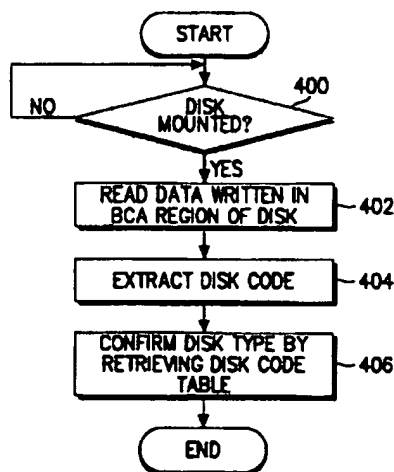 START
400
DISK
MOUNTED?
NO
YES
READ DATA WRITTEN IN
BCA REGION OF DISK
402
EXTRACT DISK CODE
404
CONFIRM DISK TYPE BY
RETRIEVING DISK CODE
TABLE
406
END